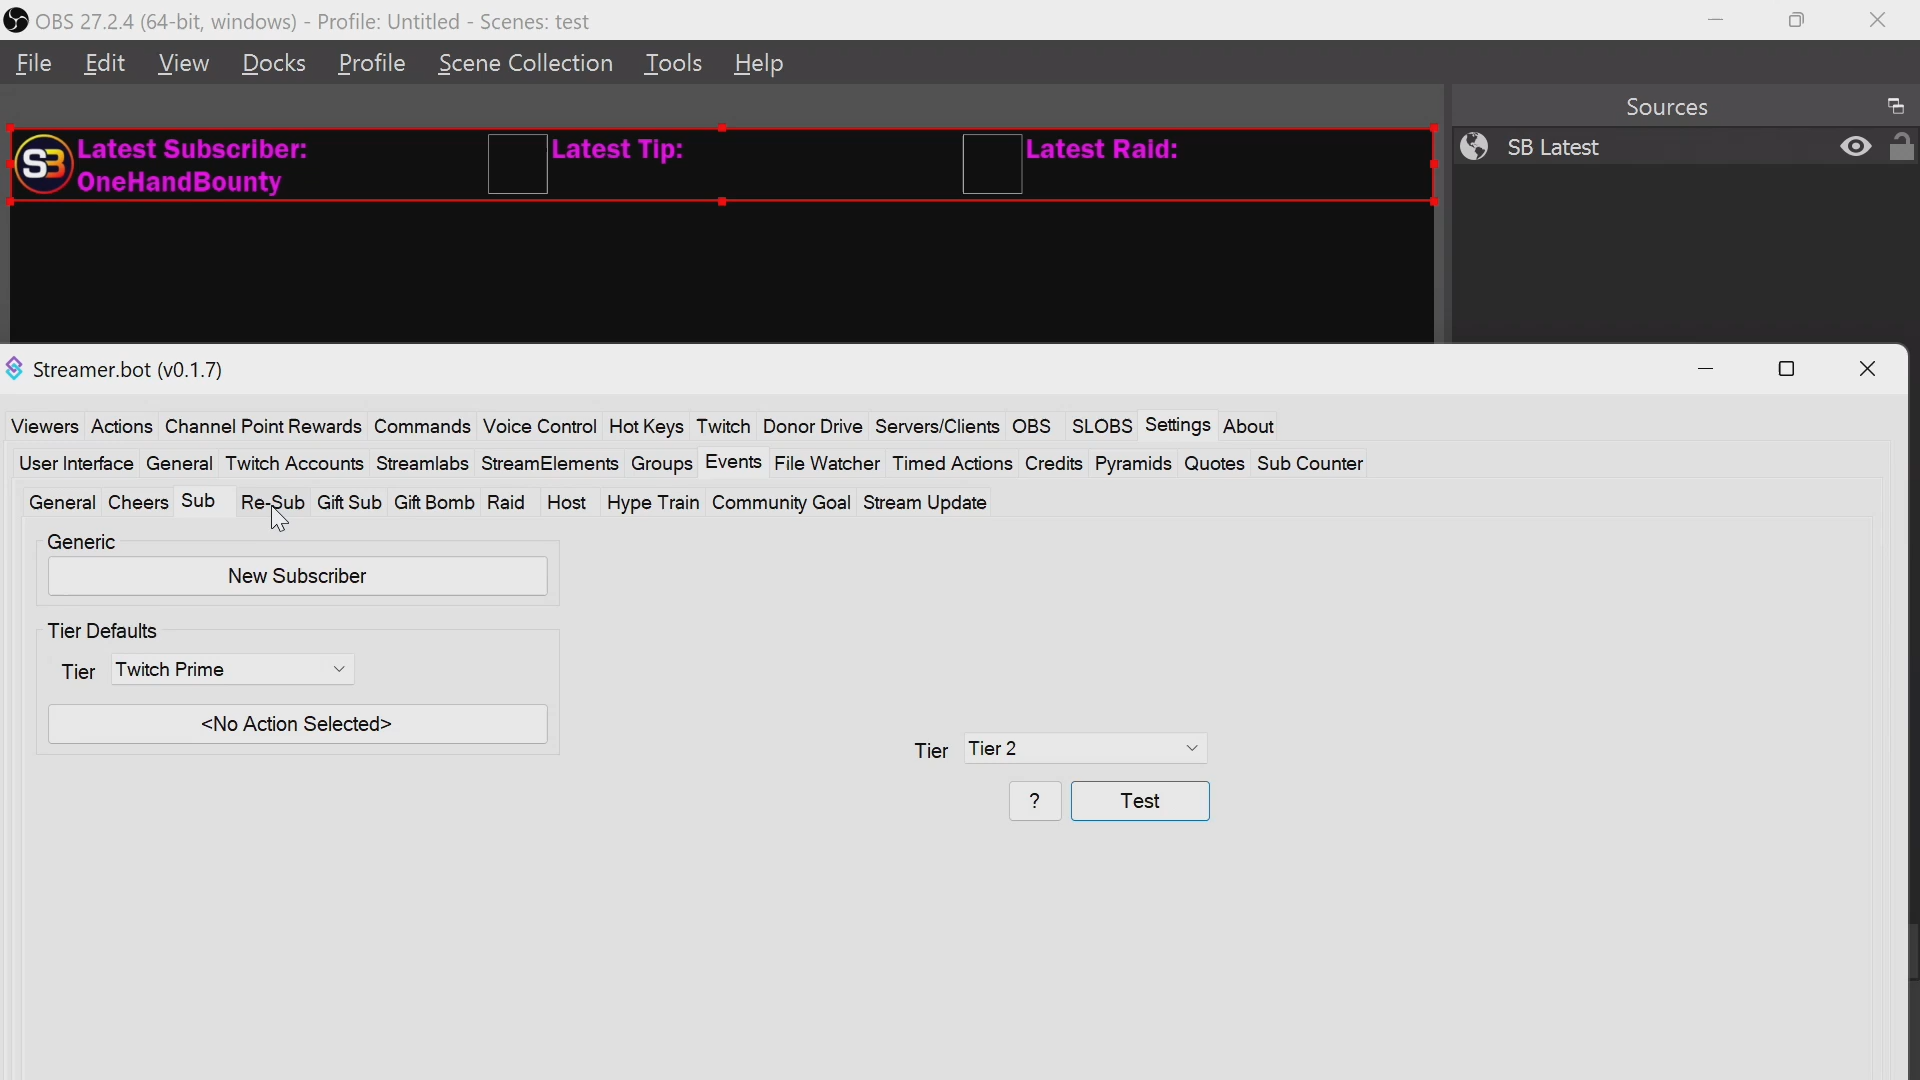 OBS 27.2.4 (64-bit, windows) - Profile: Untitled - Scenes: test
File Edit View Docks Profile Scene Collection Tools Help
Sources
SB Latest Subscriber: Latest Tip: Latest Raid:
OneHandBounty
SB Latest
Streamer.bot (v0.1.7)
Viewers Actions Channel Point Rewards Commands Voice Control Hot Keys Twitch Donor Drive Servers/Clients OBS SLOBS Settings About
User Interface General Twitch Accounts Streamlabs StreamElements Groups Events File Watcher Timed Actions Credits Pyramids Quotes Sub Counter
General Cheers Sub Re-Sub Gift Sub Gift Bomb Raid Host Hype Train Community Goal Stream Update
Generic
New Subscriber
Tier Defaults
Tier Twitch Prime
<No Action Selected>
Tier Tier 2
? Test